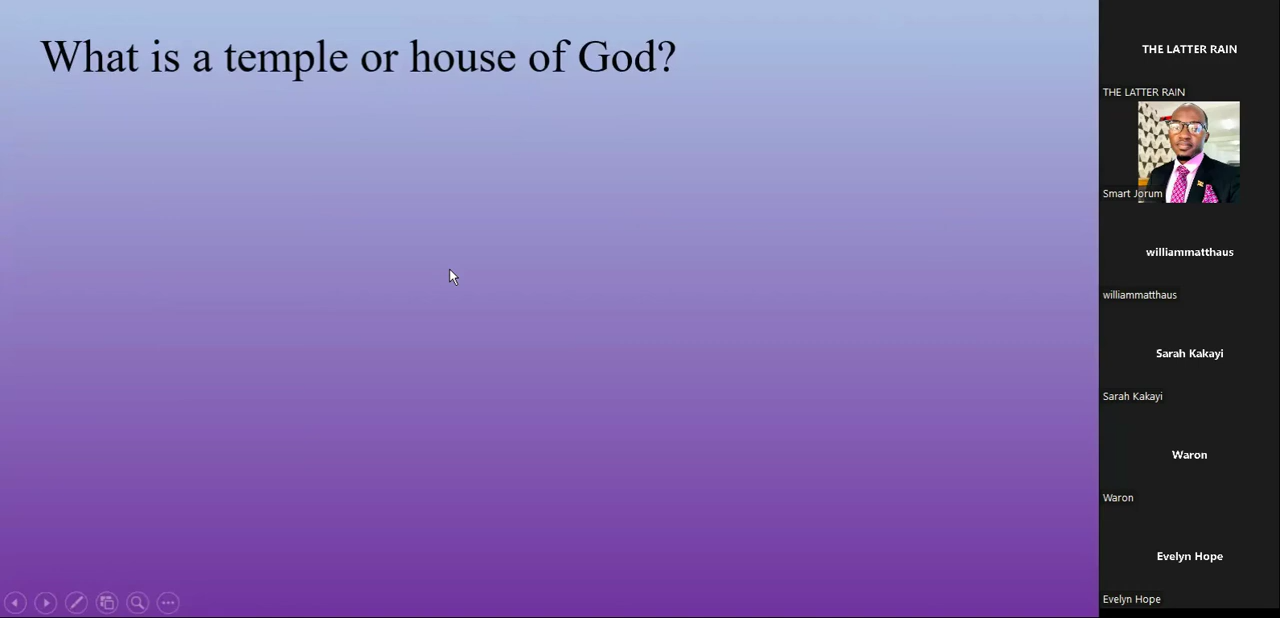 What is a temple or house of God?
THE LATTER RAIN
THE LATTER RAIN
Smart Jorum
williammatthaus
williammatthaus
Sarah Kakayi
Sarah Kakayi
Waron
Waron
Evelyn Hope
Evelyn Hope